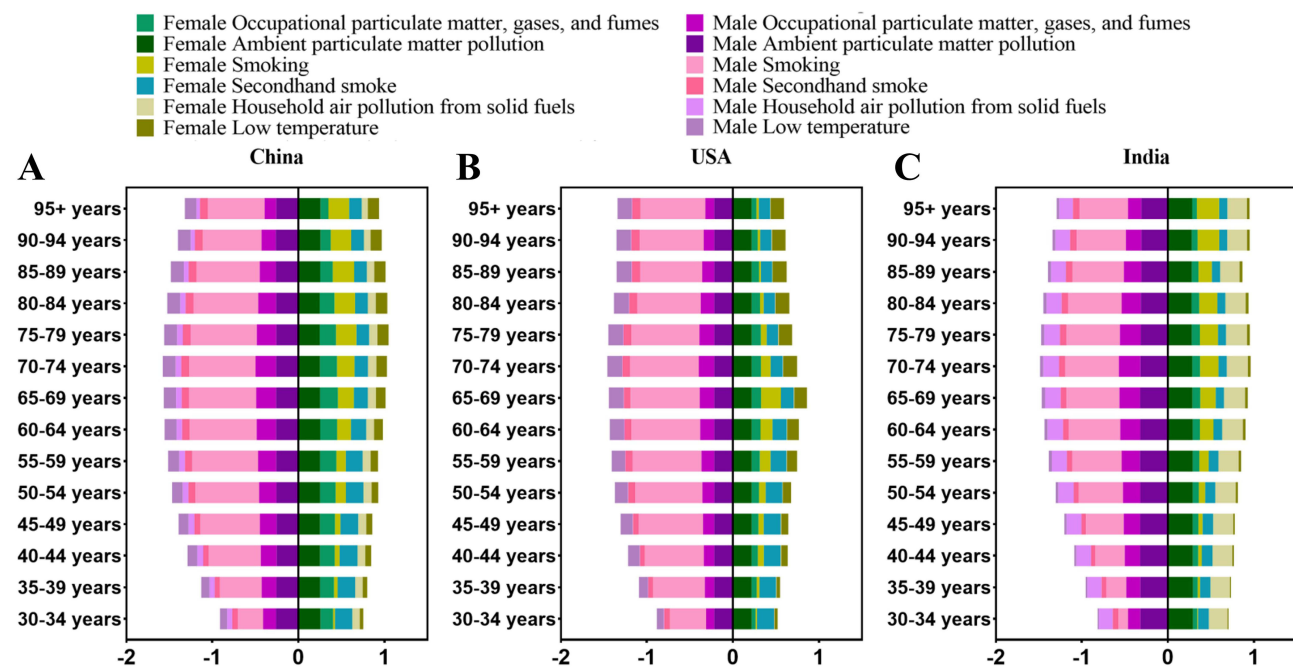 Female Occupational particulate matter, gases, and fumes
Female Ambient particulate matter pollution
Female Smoking
Female Secondhand smoke
Female Household air pollution from solid fuels
Female Low temperature
Male Occupational particulate matter, gases, and fumes
Male Ambient particulate matter pollution
Male Smoking
Male Secondhand smoke
Male Household air pollution from solid fuels
Male Low temperature
A
China
95+ years
90-94 years
85-89 years
80-84 years
75-79 years
70-74 years
65-69 years
60-64 years
55-59 years
50-54 years
45-49 years
40-44 years
35-39 years
30-34 years
-2 -1 0 1
B
USA
95+ years
90-94 years
85-89 years
80-84 years
75-79 years
70-74 years
65-69 years
60-64 years
55-59 years
50-54 years
45-49 years
40-44 years
35-39 years
30-34 years
-2 -1 0 1
C
India
95+ years
90-94 years
85-89 years
80-84 years
75-79 years
70-74 years
65-69 years
60-64 years
55-59 years
50-54 years
45-49 years
40-44 years
35-39 years
30-34 years
-2 -1 0 1